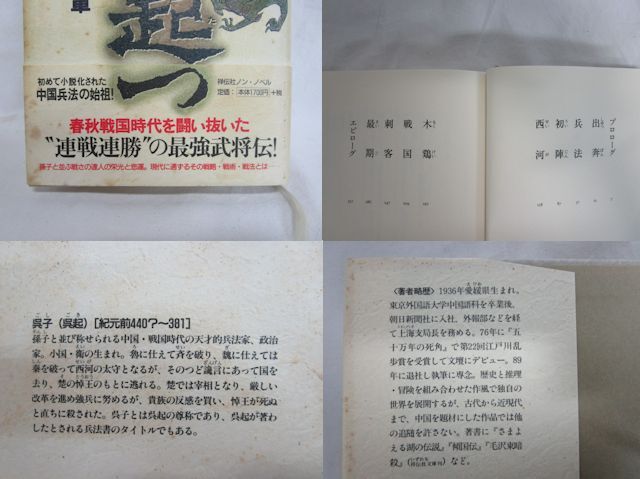 軍
起つ
た
初めて小説化された
中国兵法の始祖!
祥伝社ノン・ノベル
定価:本体1700円+税
春秋戦国時代を闘い抜いた
“連戦連勝”の最強武将伝!
孫子と並ぶ戦さの達人の栄光と悲運。現代に通ずるその戦略・戦術・戦法とは――
プロローグ
出奔
兵法
初陣
西河
木鶏
戦国
刺客
最期
エピローグ
ごし ごき
呉子(呉起)[紀元前440?〜381]
孫子と並び称せられる中国・戦国時代の天才的兵法家、政治
家。小国・衛の生まれ。魯に仕えて斉を破り、魏に仕えては
秦を破って西河の太守となるが、そのつど讒言にあって国
を去り、楚の悼王のもとに逃れる。楚では宰相となり、厳しい
改革を進め強兵に努めるが、貴族の反感を買い、悼王が死ぬ
と直ちに殺された。呉子とは呉起の尊称であり、呉起が著わ
したとされる兵法書のタイトルでもある。
〈著者略歴〉1936年愛媛県生まれ。
東京外国語大学中国語科を卒業後、
朝日新聞社に入社、外報部などを経
て上海支局長を務める。76年に「五
十万年の死角」で第22回江戸川乱
歩賞を受賞して文壇にデビュー。89
年に退社し執筆に専念。歴史と推理
・冒険を組み合わせた作風で独自の
世界を展開するが、古代から近現代
まで、中国を題材にした作品では他
の追随を許さない。著書に『さまよ
える湖の伝説』『傾国伝』『毛沢東暗
殺』(祥伝社文庫刊)など。